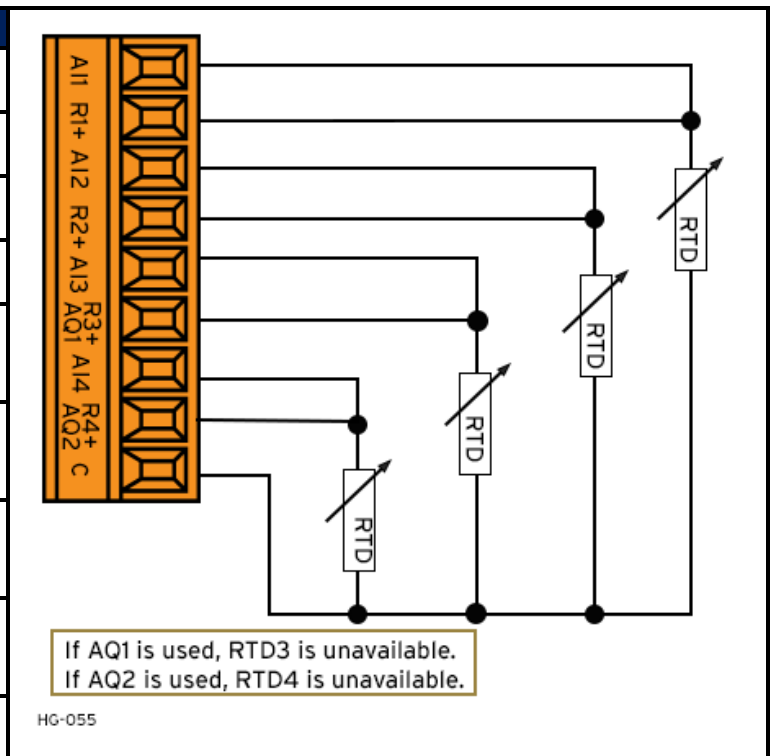 AI1
R1+
AI2
R2+
AI3
R3+
AQ1
AI4
R4+
AQ2
C
RTD
RTD
RTD
RTD
If AQ1 is used, RTD3 is unavailable.
If AQ2 is used, RTD4 is unavailable.
HG-055